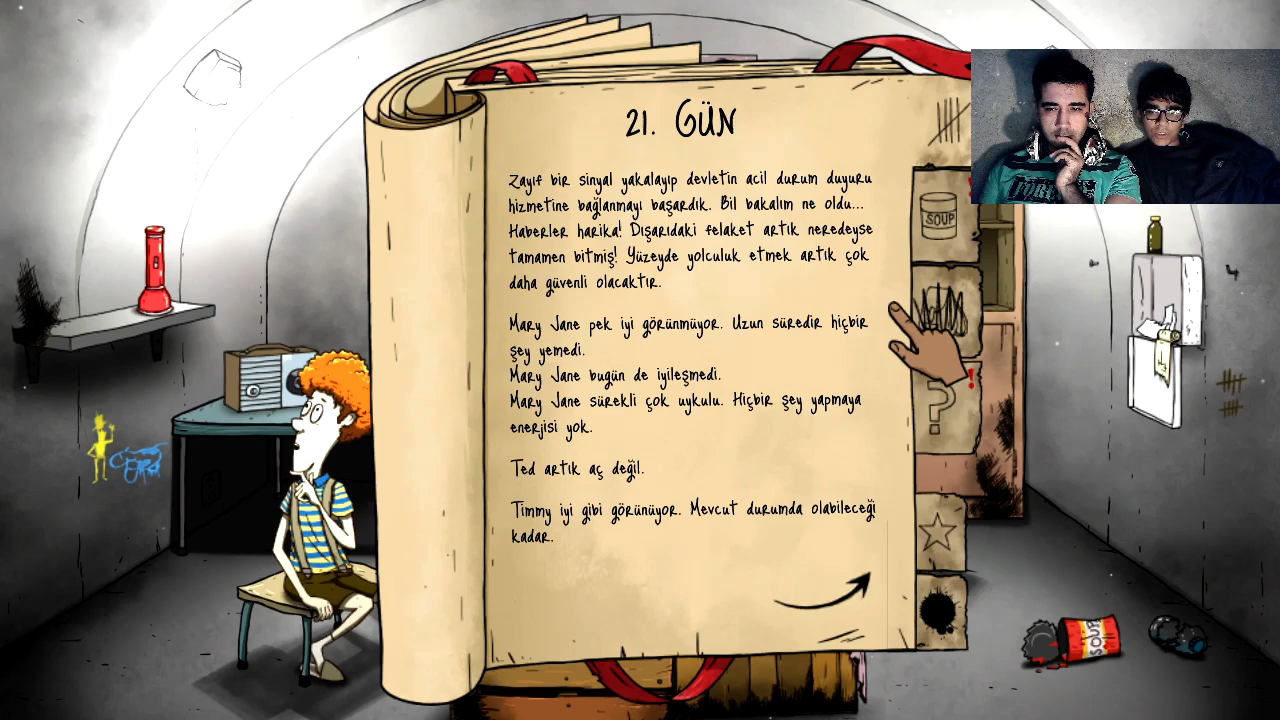 21. GÜN
Zayıf bir sinyal yakalayıp devletin acil durum duyuru
hizmetine bağlanmayı başardık. Bil bakalım ne oldu...
Haberler harika! Dışarıdaki felaket artık neredeyse
tamamen bitmiş! Yüzeyde yolculuk etmek artık çok
daha güvenli olacaktır.
Mary Jane pek iyi görünmüyor. Uzun süredir hiçbir
şey yemedi.
Mary Jane bugün de iyileşmedi.
Mary Jane sürekli çok uykulu. Hiçbir şey yapmaya
enerjisi yok.
Ted artık aç değil.
Timmy iyi gibi görünüyor. Mevcut durumda olabileceği
kadar.
SOUP
?
!
SOUP